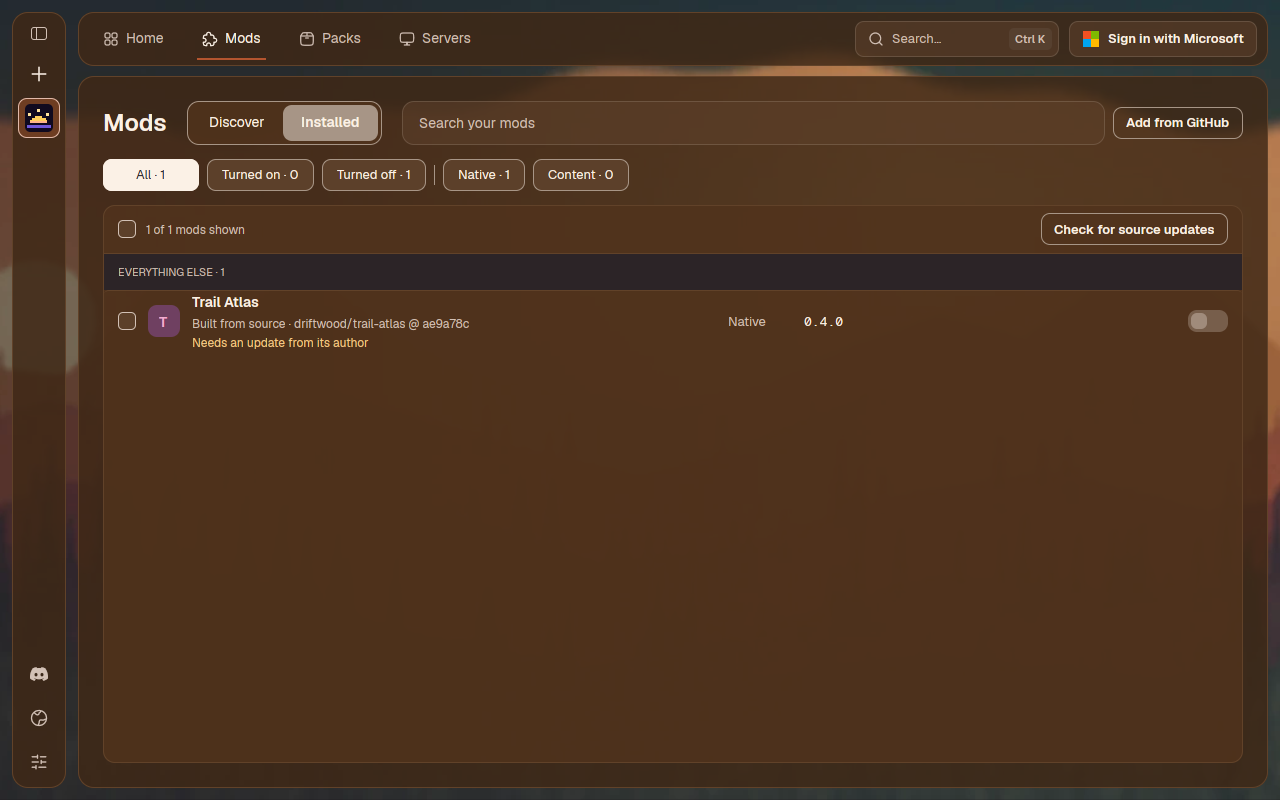 Home
Mods
Packs
Servers
Search...
Ctrl K
Sign in with Microsoft
Mods
Discover
Installed
Search your mods
Add from GitHub
All · 1
Turned on · 0
Turned off · 1
Native · 1
Content · 0
1 of 1 mods shown
Check for source updates
EVERYTHING ELSE · 1
T
Trail Atlas
Built from source · driftwood/trail-atlas @ ae9a78c
Needs an update from its author
Native
0.4.0